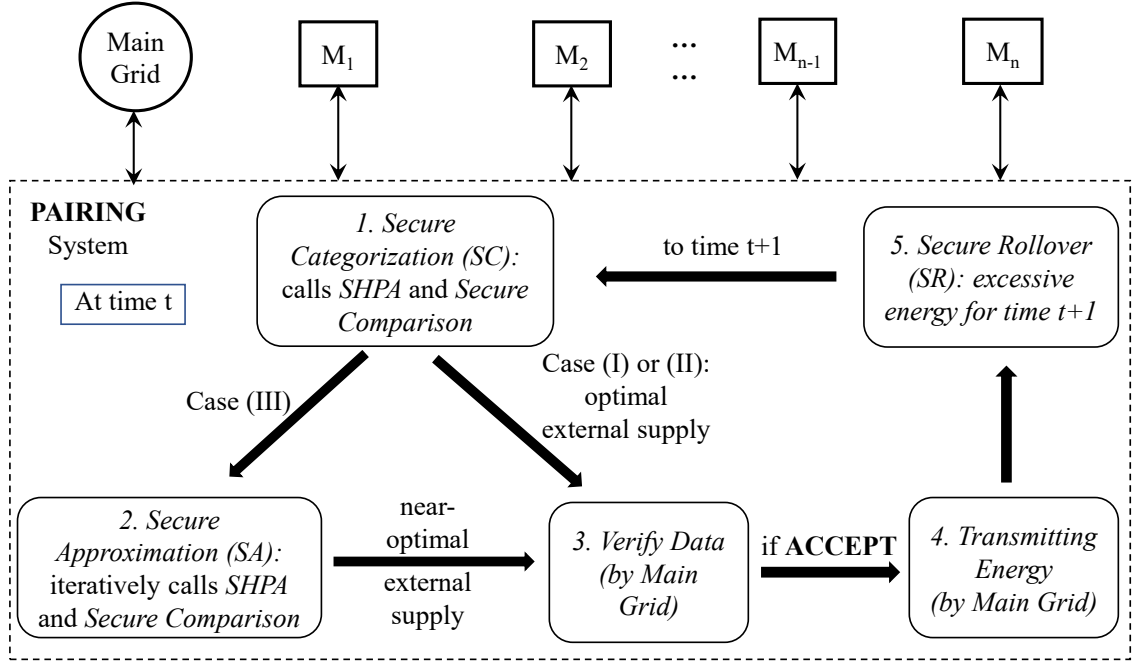 Main
Grid
M1
M2
...
...
Mn-1
Mn
PAIRING
System
At time t
1. Secure
Categorization (SC):
calls SHPA and Secure
Comparison
to time t+1
5. Secure Rollover
(SR): excessive
energy for time t+1
Case (III)
Case (I) or (II):
optimal
external supply
2. Secure
Approximation (SA):
iteratively calls SHPA
and Secure Comparison
near-
optimal
external
supply
3. Verify Data
(by Main
Grid)
if ACCEPT
4. Transmitting
Energy
(by Main Grid)